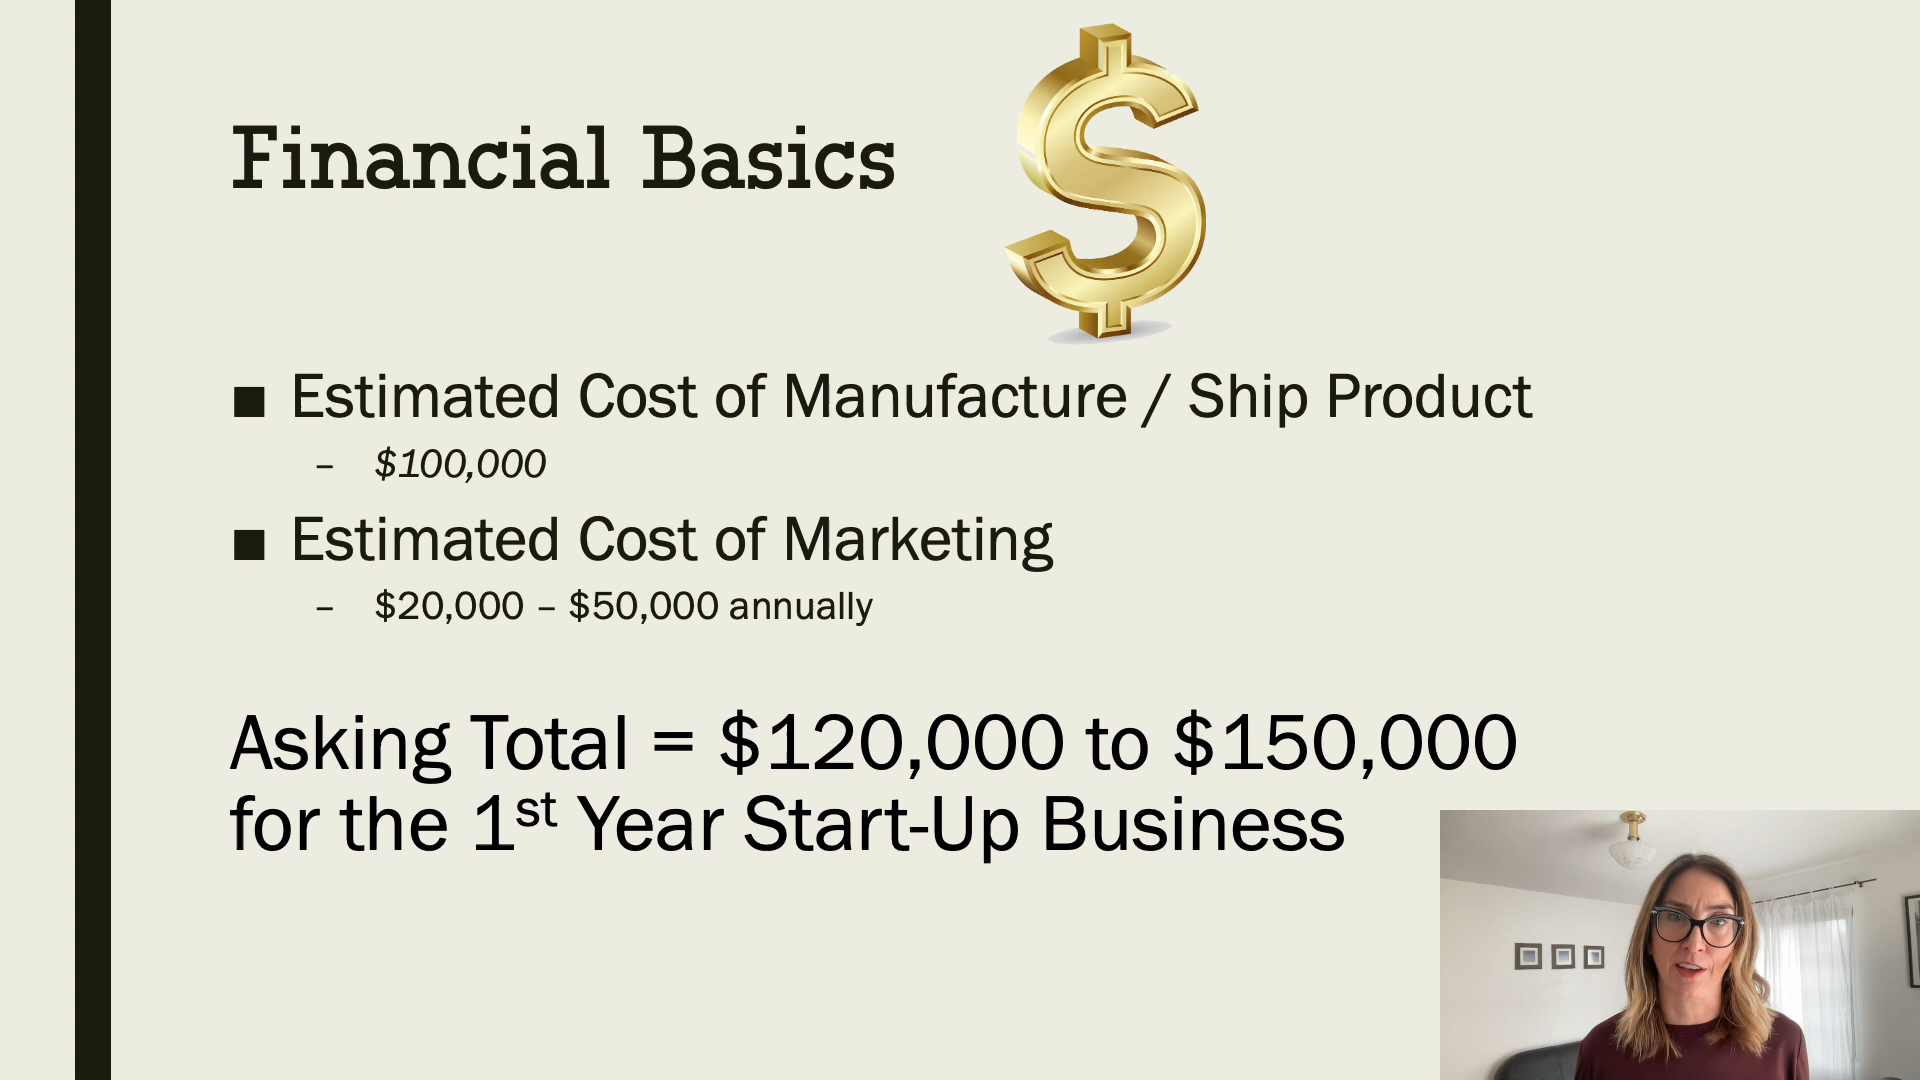 Financial Basics
■ Estimated Cost of Manufacture / Ship Product
– $100,000
■ Estimated Cost of Marketing
– $20,000 – $50,000 annually
Asking Total = $120,000 to $150,000
for the 1st Year Start-Up Business